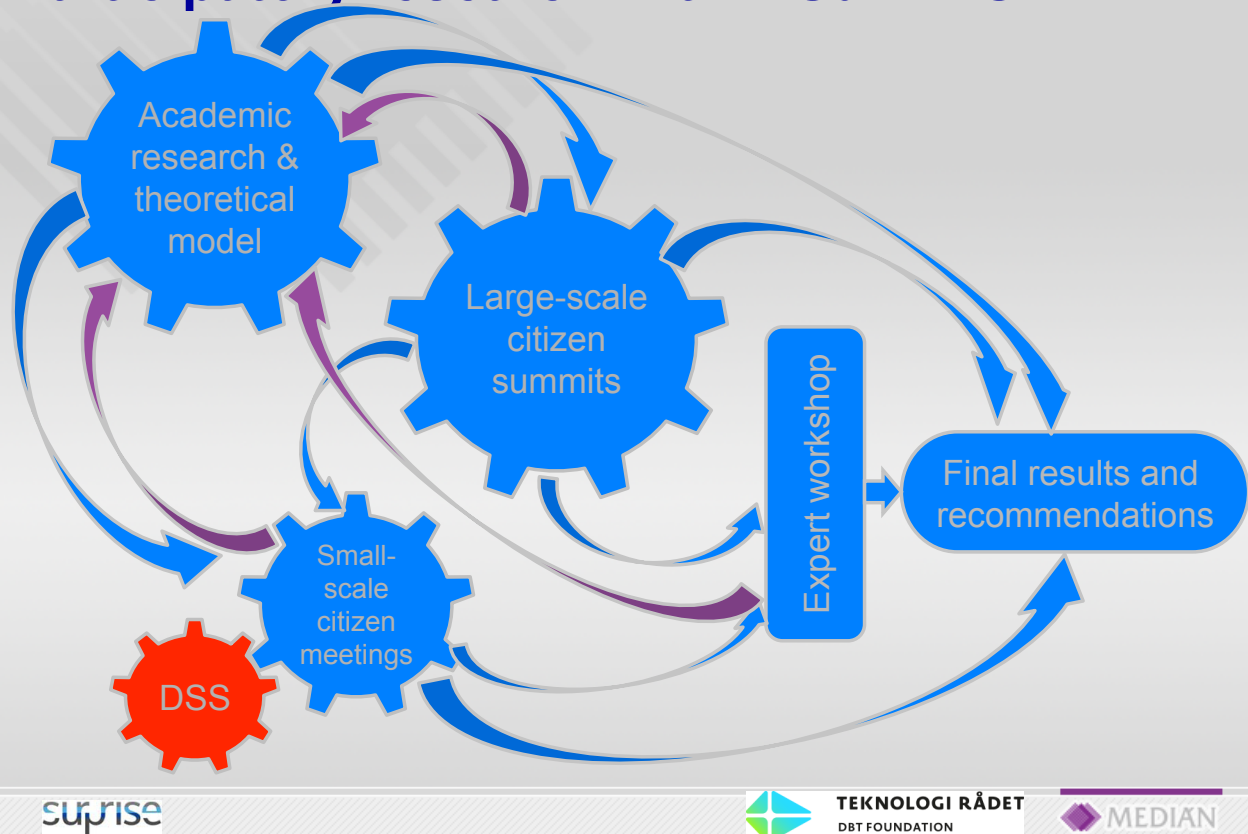 Academic
research &
theoretical
model
Large-scale
citizen
summits
Expert workshop
Final results and
recommendations
Small-
scale
citizen
meetings
DSS
surprise
TEKNOLOGI RÅDET
DBT FOUNDATION
MEDIAN